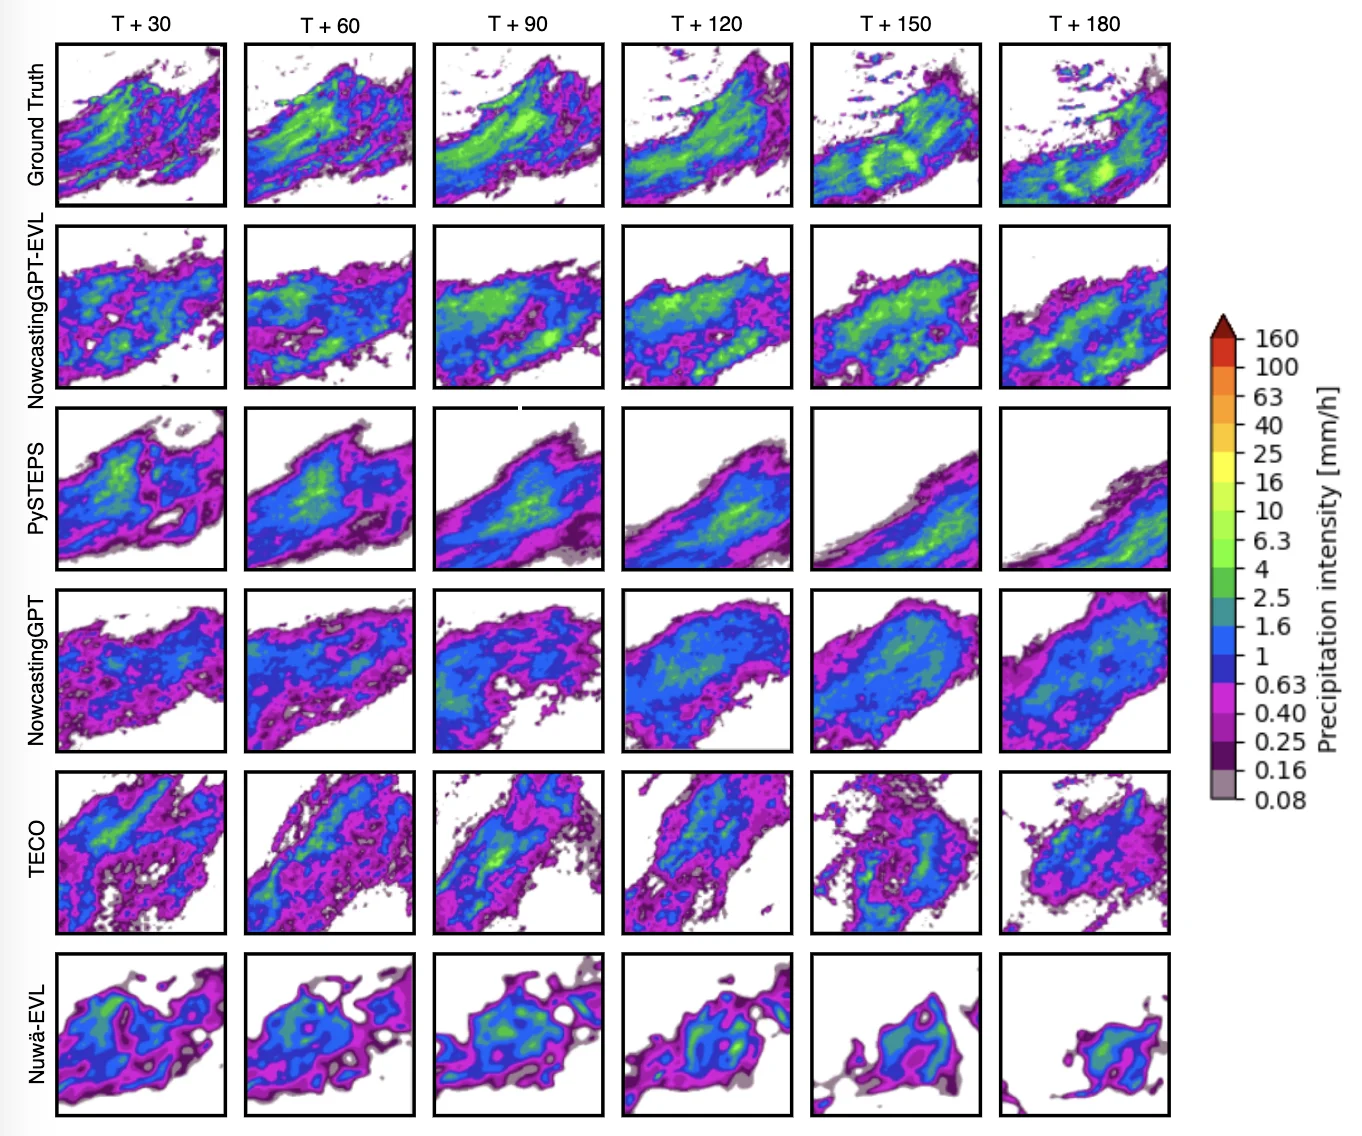 T + 30 T + 60 T + 90 T + 120 T + 150 T + 180
Ground Truth
NowcastingGPT-EVL
PySTEPS
NowcastingGPT
TECO
Nuwä-EVL
160
100
63
40
25
16
10
6.3
4
2.5
1.6
1
0.63
0.40
0.25
0.16
0.08
Precipitation intensity [mm/h]